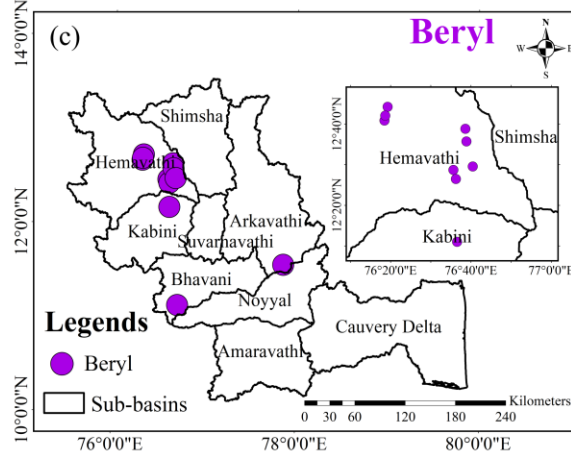 (c)
Beryl
N
W E
S
14°0'0"N
12°0'0"N
10°0'0"N
76°0'0"E
78°0'0"E
80°0'0"E
Shimsha
Hemavathi
Kabini
Suvarnavathi
Arkavathi
Bhavani
Noyyal
Cauvery Delta
Amaravathi
12°40'0"N
12°20'0"N
Shimsha
Hemavathi
Kabini
76°20'0"E
76°40'0"E
77°0'0"E
Legends
Beryl
Sub-basins
Kilometers
0 30 60 120 180 240